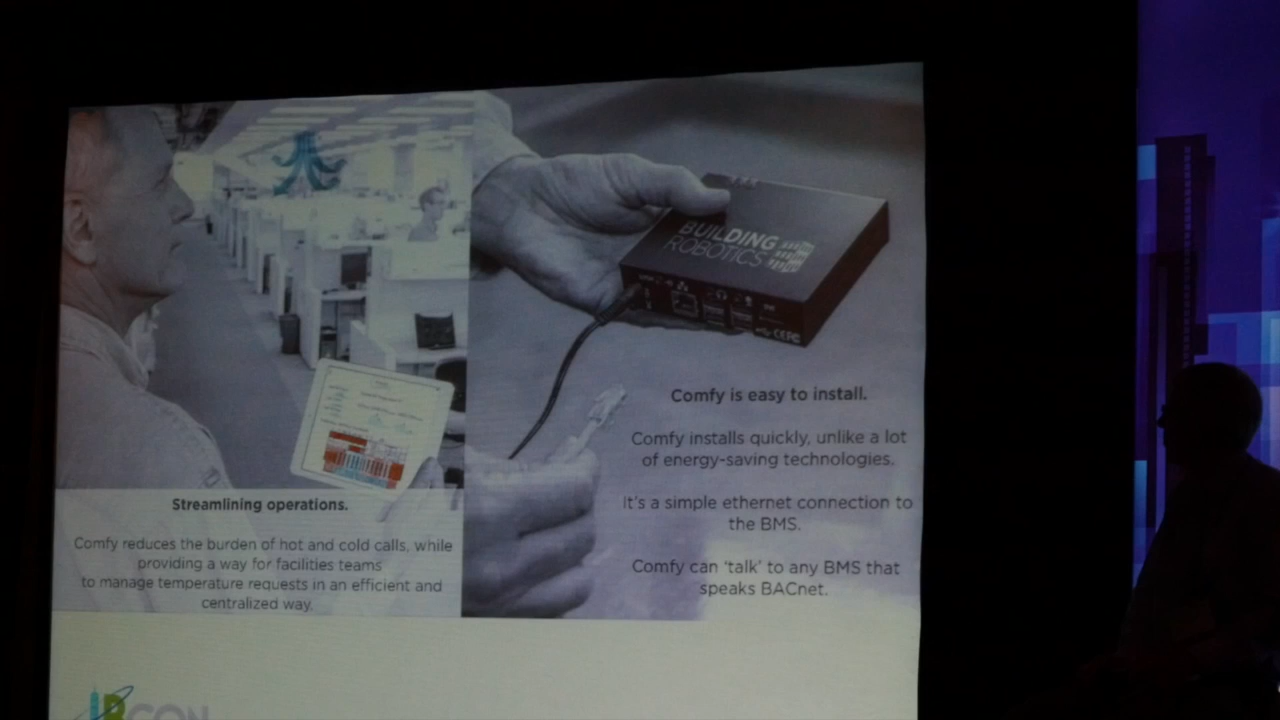 Streamlining operations.
Comfy reduces the burden of hot and cold calls, while
providing a way for facilities teams
to manage temperature requests in an efficient and
centralized way.
BUILDING
ROBOTICS
Comfy is easy to install.
Comfy installs quickly, unlike a lot
of energy-saving technologies.
It's a simple ethernet connection to
the BMS.
Comfy can 'talk' to any BMS that
speaks BACnet.
IBCON